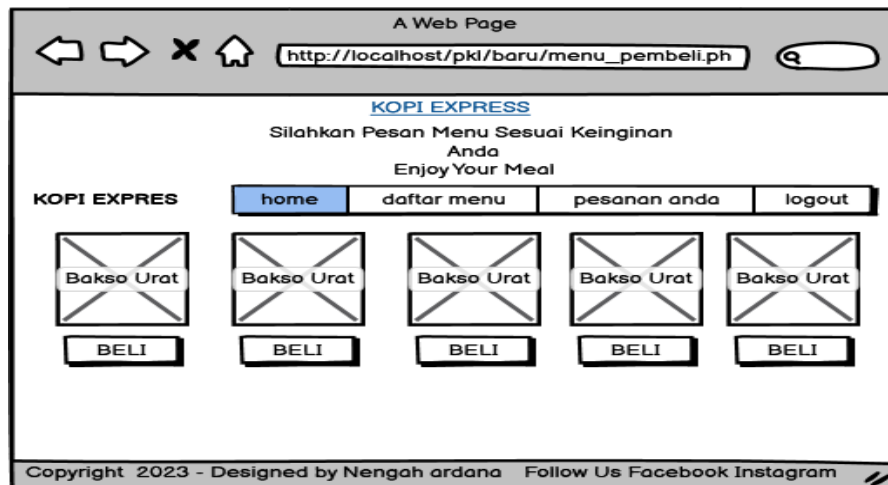 A Web Page
http://localhost/pkl/baru/menu_pembeli.ph
KOPI EXPRESS
Silahkan Pesan Menu Sesuai Keinginan
Anda
Enjoy Your Meal
KOPI EXPRES home daftar menu pesanan anda logout
Bakso Urat Bakso Urat Bakso Urat Bakso Urat Bakso Urat
BELI BELI BELI BELI BELI
Copyright 2023 - Designed by Nengah ardana Follow Us Facebook Instagram